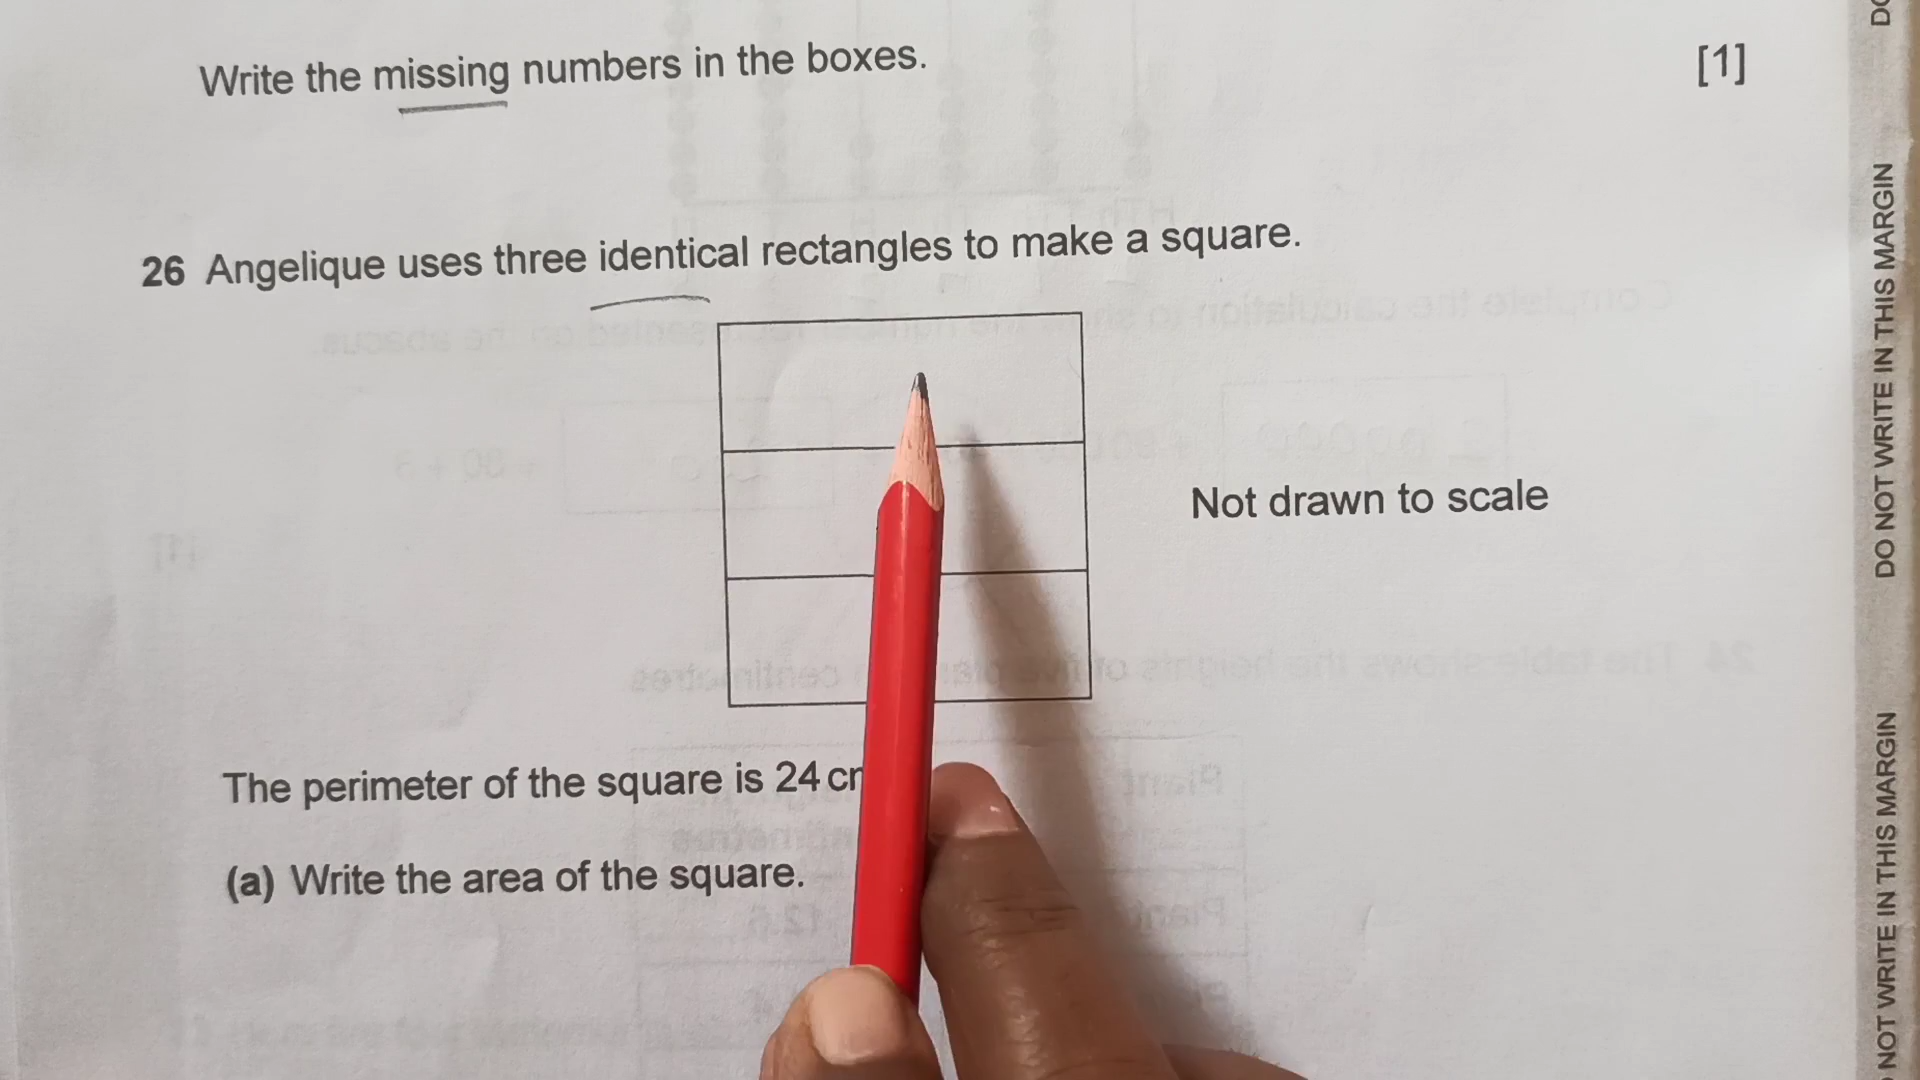 Write the missing numbers in the boxes.
[1]
26 Angelique uses three identical rectangles to make a square.
Not drawn to scale
The perimeter of the square is 24
(a) Write the area of the square.
DO NOT WRITE IN THIS MARGIN
NOT WRITE IN THIS MARGIN